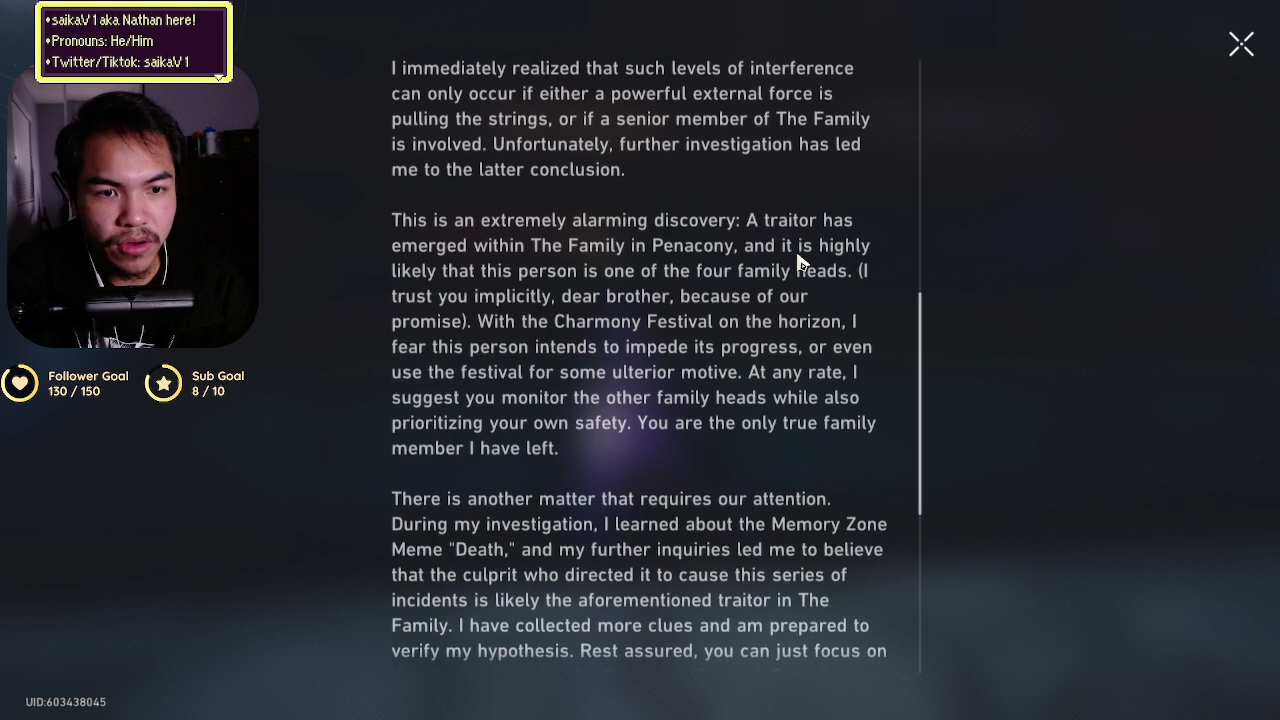 •saikaV1 aka Nathan here!
•Pronouns: He/Him
•Twitter/Tiktok: saikaV1
Follower Goal
130 / 150
Sub Goal
8 / 10
I immediately realized that such levels of interference
can only occur if either a powerful external force is
pulling the strings, or if a senior member of The Family
is involved. Unfortunately, further investigation has led
me to the latter conclusion.
This is an extremely alarming discovery: A traitor has
emerged within The Family in Penacony, and it is highly
likely that this person is one of the four family heads. (I
trust you implicitly, dear brother, because of our
promise). With the Charmony Festival on the horizon, I
fear this person intends to impede its progress, or even
use the festival for some ulterior motive. At any rate, I
suggest you monitor the other family heads while also
prioritizing your own safety. You are the only true family
member I have left.
There is another matter that requires our attention.
During my investigation, I learned about the Memory Zone
Meme "Death," and my further inquiries led me to believe
that the culprit who directed it to cause this series of
incidents is likely the aforementioned traitor in The
Family. I have collected more clues and am prepared to
verify my hypothesis. Rest assured, you can just focus on
UID:603438045